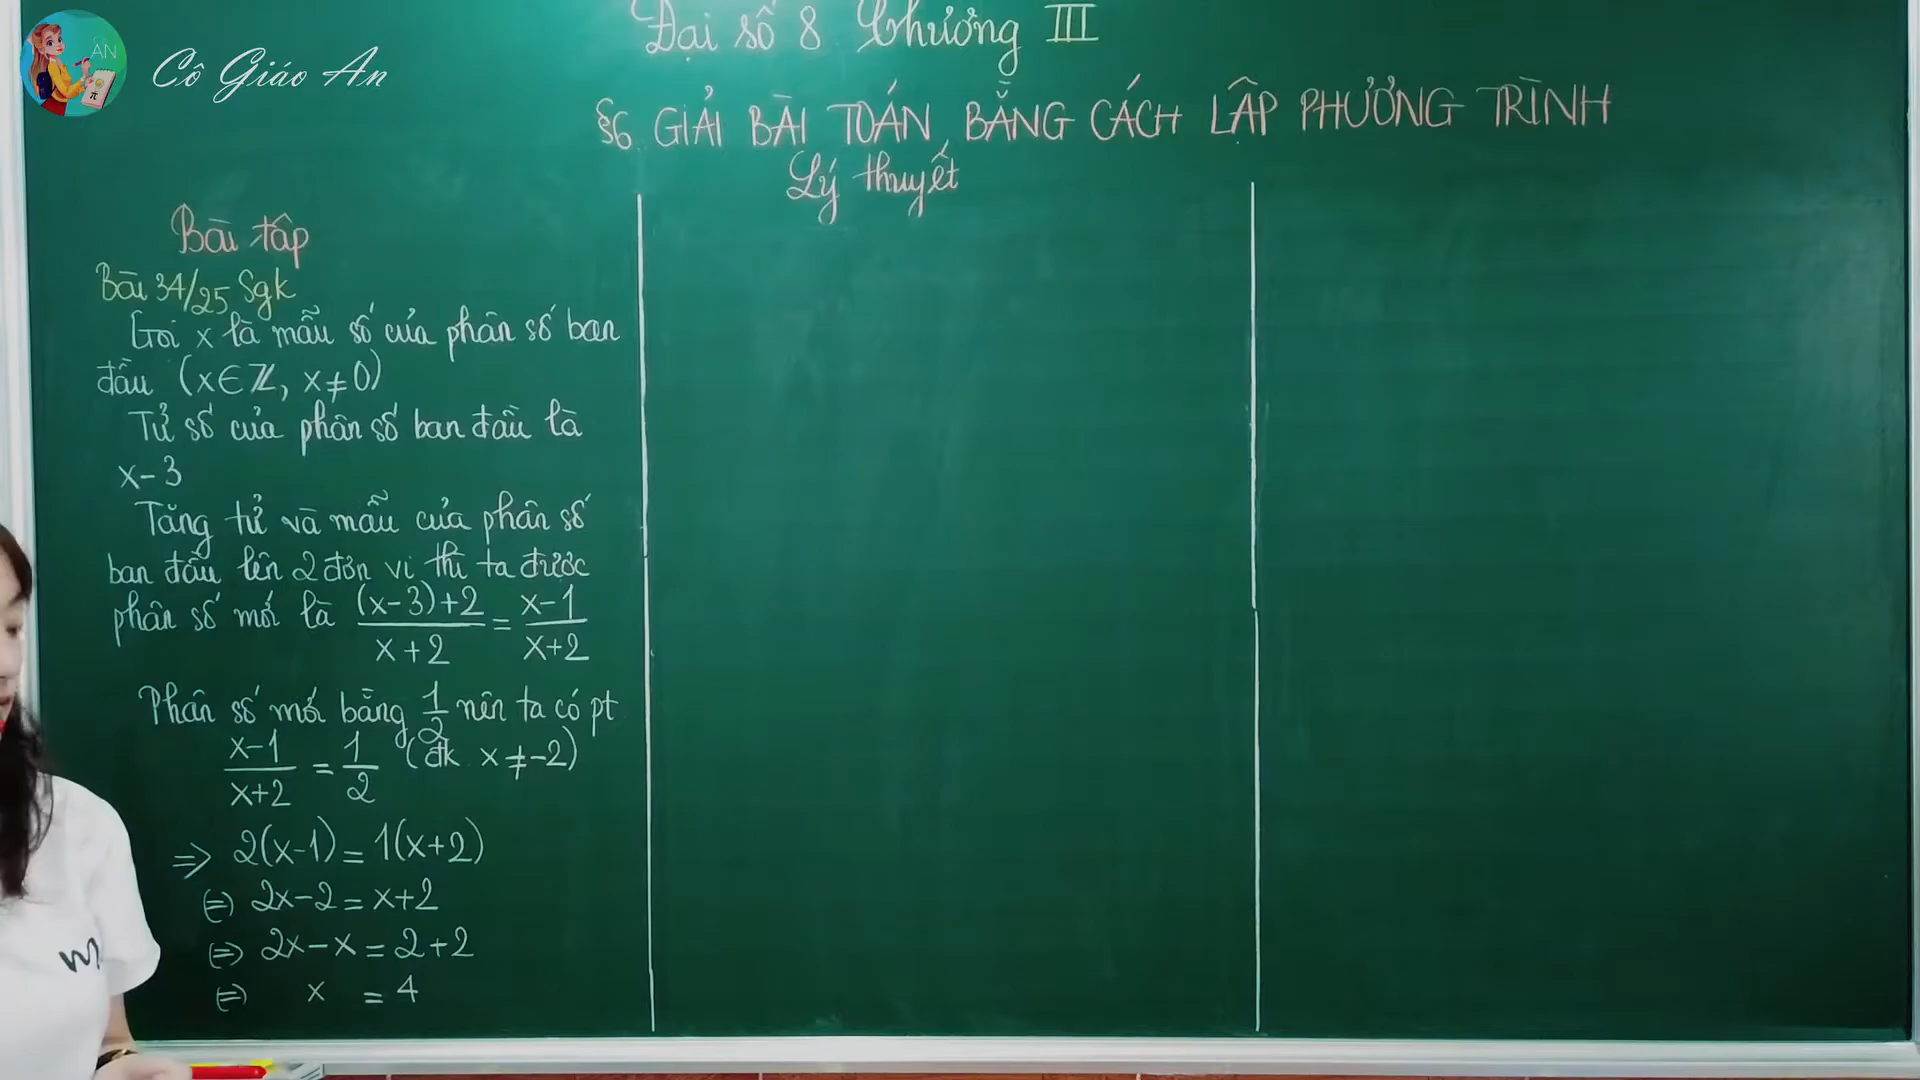 AN
π
Cô Giáo An
Đại số 8 Chương III
§6 GIẢI BÀI TOÁN BẰNG CÁCH LẬP PHƯƠNG TRÌNH
Lý thuyết
Bài tập
Bài 34/25 Sgk
Gọi x là mẫu số của phân số ban
đầu (x∈ℤ, x≠0)
Tử số của phân số ban đầu là
x-3
Tăng tử và mẫu của phân số
ban đầu lên 2 đơn vị thì ta được
phân số mới là ((x-3)+2)/(x+2) = (x-1)/(x+2)
Phân số mới bằng 1/2 nên ta có pt
(x-1)/(x+2) = 1/2 (đk x≠-2)
⇒ 2(x-1)=1(x+2)
⇔ 2x-2=x+2
⇔ 2x-x=2+2
⇔ x = 4